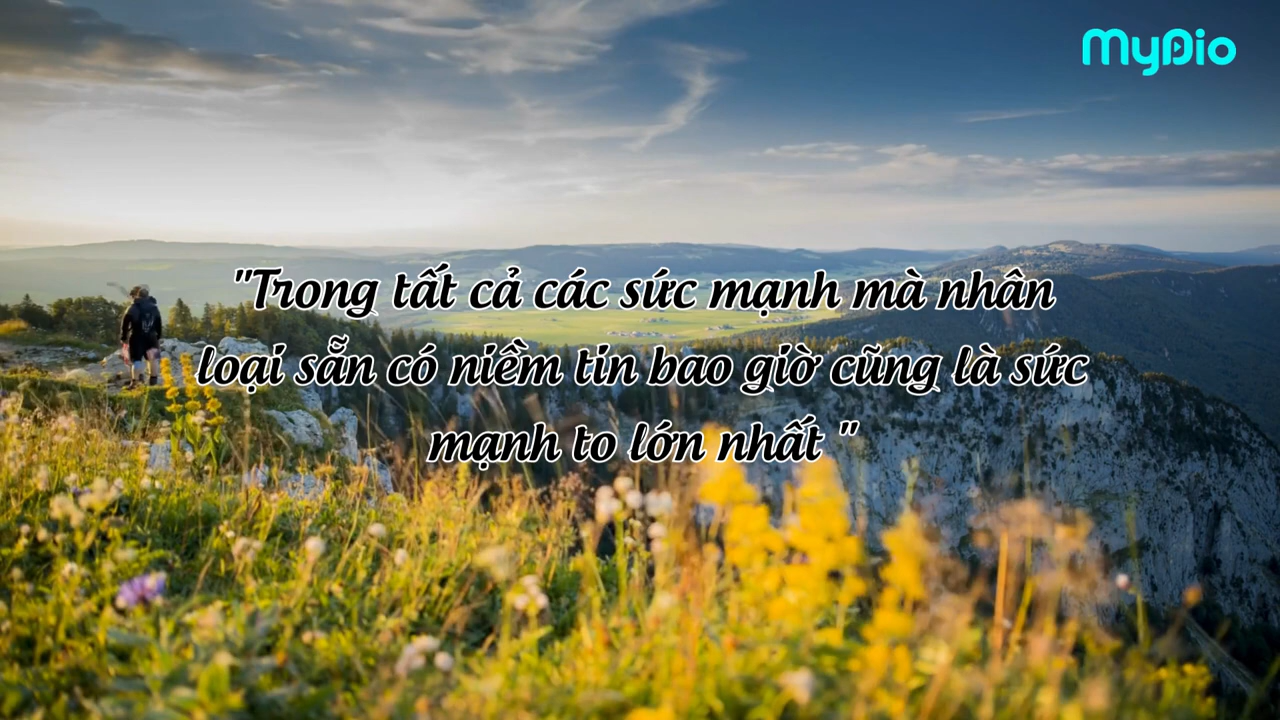 MyDio
"Trong tất cả các sức mạnh mà nhân
loại sẵn có niềm tin bao giờ cũng là sức
mạnh to lớn nhất "